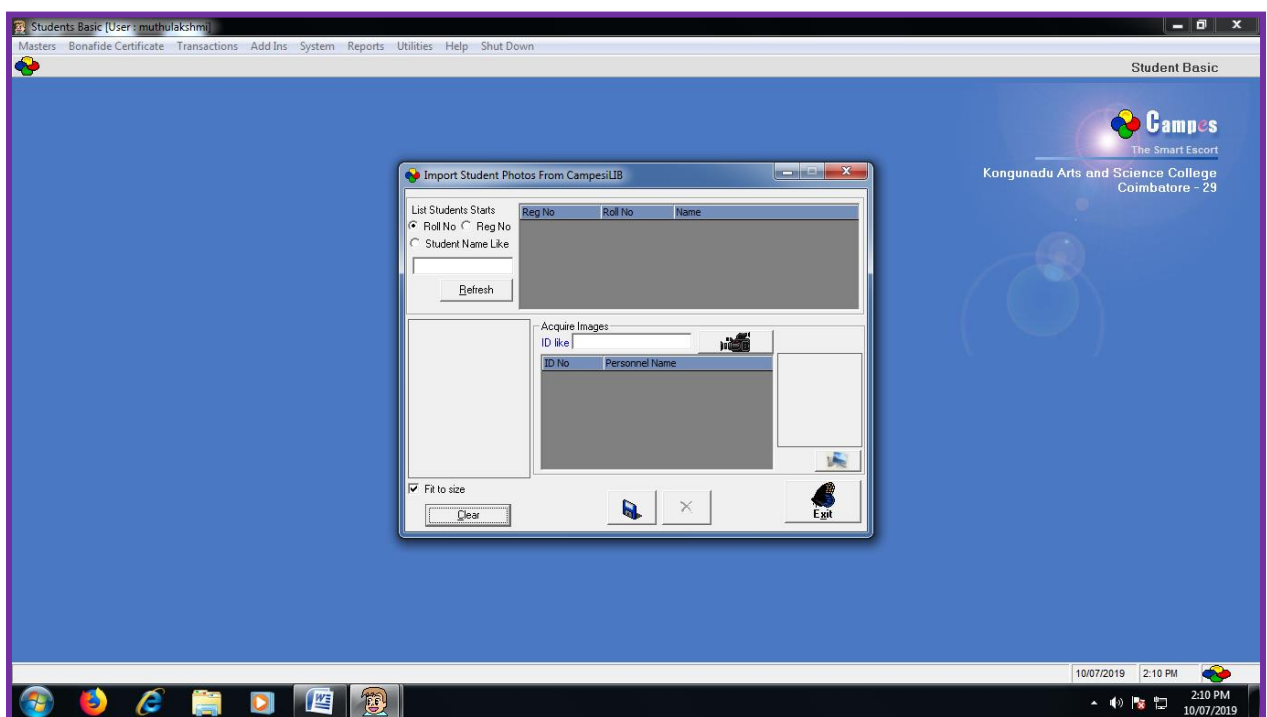 Students Basic [User : muthulakshmi]
Masters Bonafide Certificate Transactions Add Ins System Reports Utilities Help Shut Down
Student Basic
Campes
The Smart Escort
Kongunadu Arts and Science College
Coimbatore - 29
Import Student Photos From CampesiLIB
List Students Starts
Roll No Reg No
Student Name Like
Refresh
Reg No Roll No Name
Acquire Images
ID like
ID No Personnel Name
Fit to size
Clear
Exit
10/07/2019 2:10 PM
2:10 PM
10/07/2019